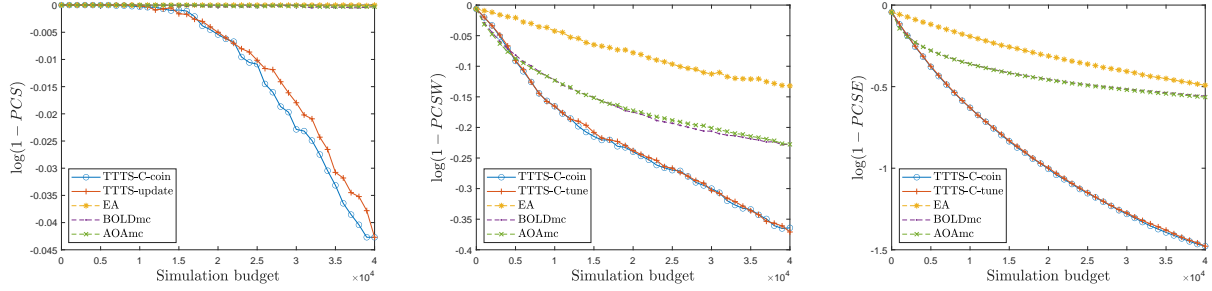 0
-0.005
-0.01
-0.015
-0.02
-0.025
-0.03
-0.035
-0.04
-0.045
log(1 − PCS)
TTTS-C-coin
TTTS-update
EA
BOLDmc
AOAmc
0 0.5 1 1.5 2 2.5 3 3.5 4
Simulation budget
×10⁴
0
-0.05
-0.1
-0.15
-0.2
-0.25
-0.3
-0.35
-0.4
log(1 − PCSW)
TTTS-C-coin
TTTS-C-tune
EA
BOLDmc
AOAmc
0 0.5 1 1.5 2 2.5 3 3.5 4
Simulation budget
×10⁴
0
-0.5
-1
-1.5
log(1 − PCSE)
TTTS-C-coin
TTTS-C-tune
EA
BOLDmc
AOAmc
0 0.5 1 1.5 2 2.5 3 3.5 4
Simulation budget
×10⁴